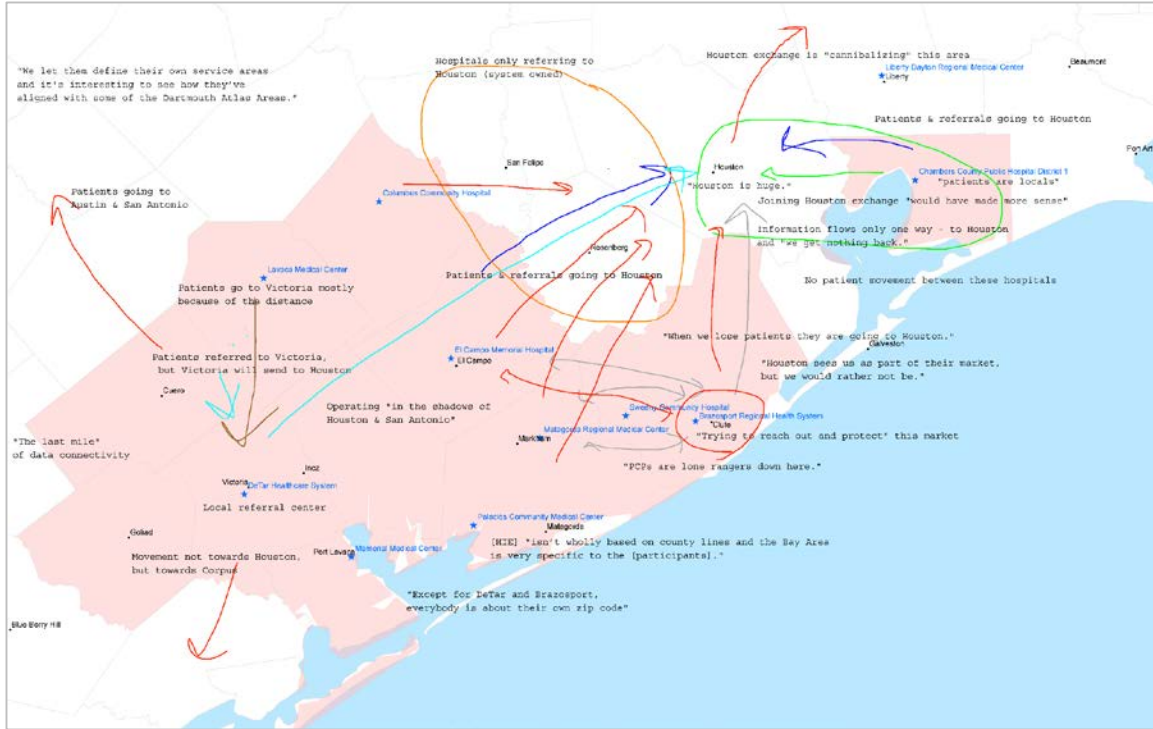 Hospitals only referring to
Houston (system owned)
Houston exchange is "cannibalizing" this area
Liberty Dayton Regional Medical Center
Liberty
Beaumont
"We let them define their own service areas
and it's interesting to see how they've
aligned with some of the Dartmouth Atlas Areas."
Patients & referrals going to Houston
Port Art
San Felipe
Houston
Chambers County Public Hospital District 1
"patients are locals"
"Houston is huge."
Patients going to
Austin & San Antonio
Columbus Community Hospital
Joining Houston exchange "would have made more sense"
Information flows only one way - to Houston
and "we get nothing back."
Rosenberg
Lavaca Medical Center
Patients & referrals going to Houston
No patient movement between these hospitals
Patients go to Victoria mostly
because of the distance
"When we lose patients they are going to Houston."
Galveston
El Campo Memorial Hospital
El Campo
Patients referred to Victoria,
but Victoria will send to Houston
"Houston sees us as part of their market,
but we would rather not be."
Cuero
Operating "in the shadows of
Houston & San Antonio"
Sweeny Community Hospital
Brazosport Regional Health System
Clute
Matagorda Regional Medical Center
Markham
"Trying to reach out and protect" this market
"The last mile"
of data connectivity
"PCPs are lone rangers down here."
Inez
Victoria
DeTar Healthcare System
Local referral center
Palacios Community Medical Center
Matagorda
Goliad
[HIE] "isn't wholly based on county lines and the Bay Area
is very specific to the [participants]."
Movement not towards Houston,
but towards Corpus
Port Lavaca
Memorial Medical Center
"Except for DeTar and Brazosport,
everybody is about their own zip code"
Blue Berry Hill